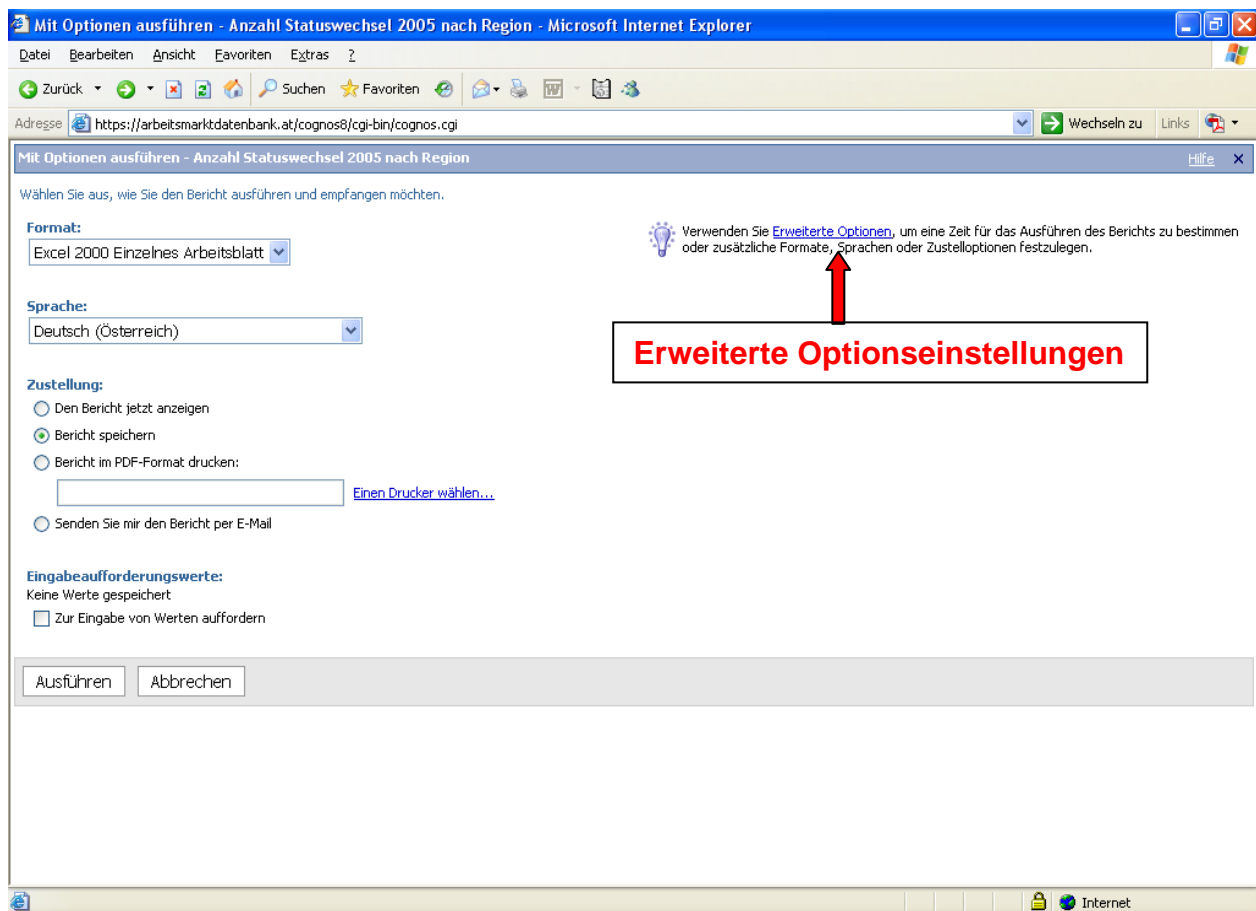 Mit Optionen ausführen - Anzahl Statuswechsel 2005 nach Region - Microsoft Internet Explorer
Datei Bearbeiten Ansicht Favoriten Extras ?
Zurück Suchen Favoriten
Adresse https://arbeitsmarktdatenbank.at/cognos8/cgi-bin/cognos.cgi Wechseln zu Links
Mit Optionen ausführen - Anzahl Statuswechsel 2005 nach Region Hilfe
Wählen Sie aus, wie Sie den Bericht ausführen und empfangen möchten.
Format:
Excel 2000 Einzelnes Arbeitsblatt
Verwenden Sie Erweiterte Optionen, um eine Zeit für das Ausführen des Berichts zu bestimmen
oder zusätzliche Formate, Sprachen oder Zustelloptionen festzulegen.
Sprache:
Deutsch (Österreich)
Erweiterte Optionseinstellungen
Zustellung:
Den Bericht jetzt anzeigen
Bericht speichern
Bericht im PDF-Format drucken:
Einen Drucker wählen...
Senden Sie mir den Bericht per E-Mail
Eingabeaufforderungswerte:
Keine Werte gespeichert
Zur Eingabe von Werten auffordern
Ausführen Abbrechen
Internet